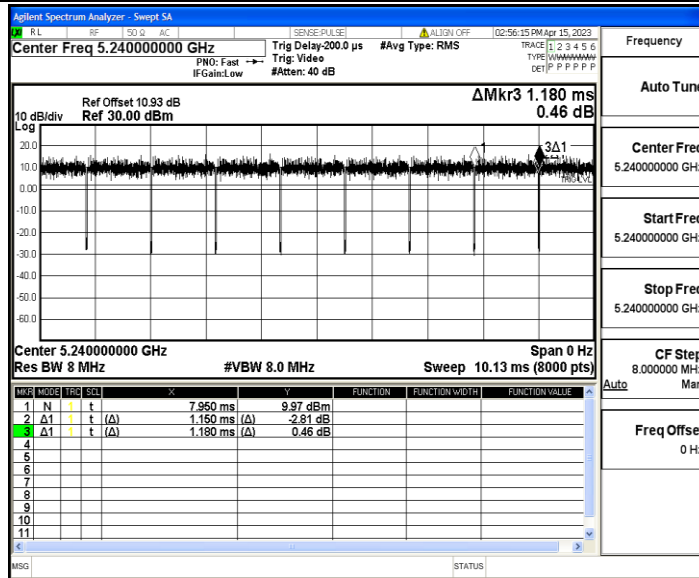 Agilent Spectrum Analyzer - Swept SA
RL RF 50 Ω AC SENSE:PULSE ALIGN OFF 02:56:15 PM Apr 15, 2023
Center Freq 5.240000000 GHz
PNO: Fast
IFGain:Low
Trig Delay-200.0 µs
Trig: Video
#Atten: 40 dB
#Avg Type: RMS
TRACE 1 2 3 4 5 6
TYPE
DET P P P P P P
Ref Offset 10.93 dB
Ref 30.00 dBm
10 dB/div
Log
ΔMkr3 1.180 ms
0.46 dB
20.0
10.0
0.00
-10.0
-20.0
-30.0
-40.0
-50.0
-60.0
1
3Δ1
TRIG LVL
Center 5.240000000 GHz
Span 0 Hz
Res BW 8 MHz
#VBW 8.0 MHz
Sweep 10.13 ms (8000 pts)
MKR MODE TRC SCL X Y FUNCTION FUNCTION WIDTH FUNCTION VALUE
1 N 1 t 7.950 ms 9.97 dBm
2 Δ1 1 t (Δ) 1.150 ms (Δ) -2.81 dB
3 Δ1 1 t (Δ) 1.180 ms (Δ) 0.46 dB
4
5
6
7
8
9
10
11
MSG STATUS
Frequency
Auto Tune
Center Freq
5.240000000 GHz
Start Freq
5.240000000 GHz
Stop Freq
5.240000000 GHz
CF Step
8.000000 MHz
Auto Man
Freq Offset
0 Hz